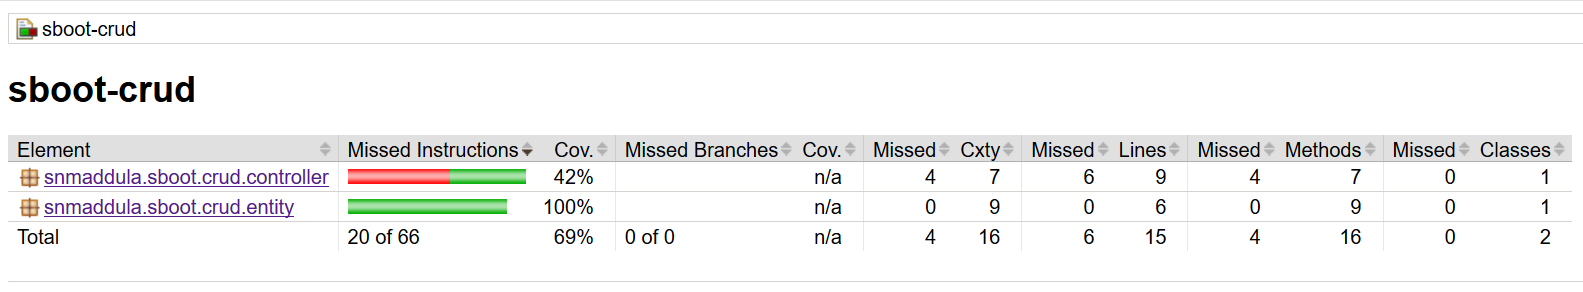 sboot-crud
sboot-crud
Element Missed Instructions Cov. Missed Branches Cov. Missed Cxty Missed Lines Missed Methods Missed Classes
snmaddula.sboot.crud.controller 42% n/a 4 7 6 9 4 7 0 1
snmaddula.sboot.crud.entity 100% n/a 0 9 0 6 0 9 0 1
Total 20 of 66 69% 0 of 0 n/a 4 16 6 15 4 16 0 2